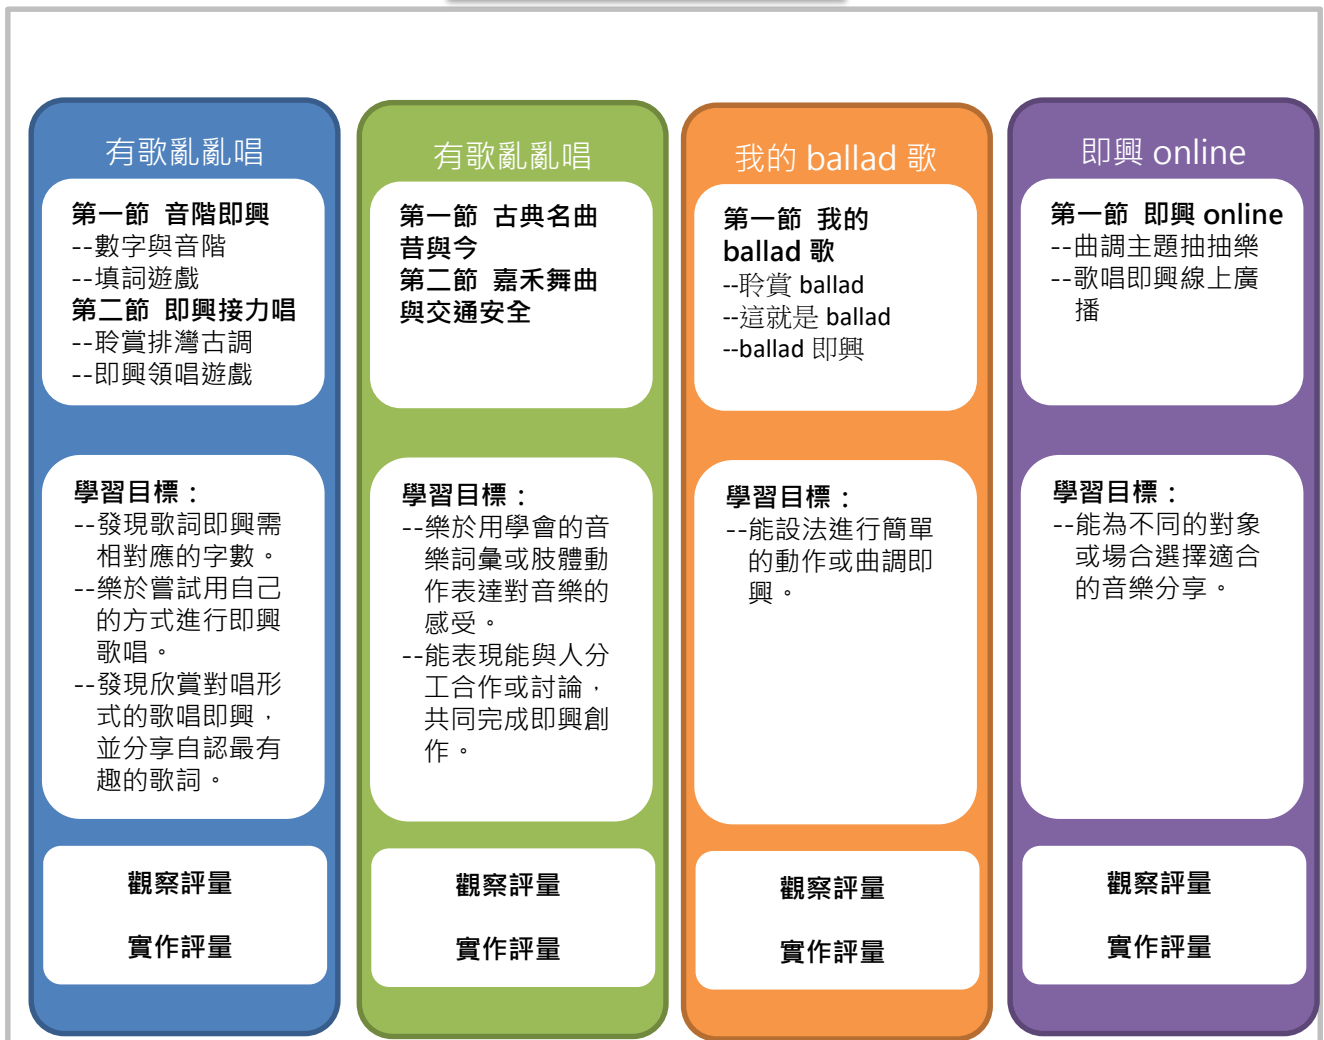 有歌亂亂唱
第一節 音階即興
--數字與音階
--填詞遊戲
第二節 即興接力唱
--聆賞排灣古調
--即興領唱遊戲
學習目標：
--發現歌詞即興需
相對應的字數。
--樂於嘗試用自己
的方式進行即興
歌唱。
--發現欣賞對唱形
式的歌唱即興，
並分享自認最有
趣的歌詞。
觀察評量
實作評量
有歌亂亂唱
第一節 古典名曲
昔與今
第二節 嘉禾舞曲
與交通安全
學習目標：
--樂於用學會的音
樂詞彙或肢體動
作表達對音樂的
感受。
--能表現能與人分
工合作或討論，
共同完成即興創
作。
觀察評量
實作評量
我的 ballad 歌
第一節 我的
ballad 歌
--聆賞 ballad
--這就是 ballad
--ballad 即興
學習目標：
--能設法進行簡單
的動作或曲調即
興。
觀察評量
實作評量
即興 online
第一節 即興 online
--曲調主題抽抽樂
--歌唱即興線上廣
播
學習目標：
--能為不同的對象
或場合選擇適合
的音樂分享。
觀察評量
實作評量